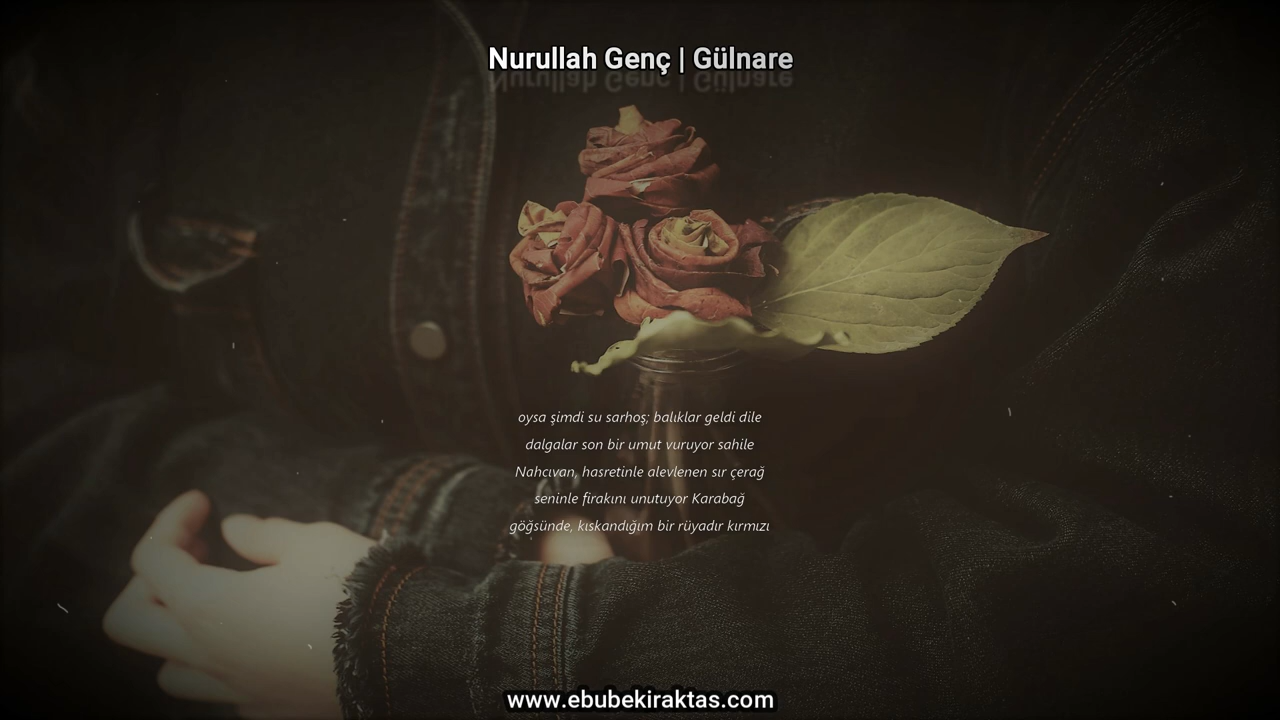 Nurullah Genç | Gülnare
oysa şimdi su sarhoş; balıklar geldi dile
dalgalar son bir umut vuruyor sahile
Nahcıvan, hasretinle alevlenen sır çerağ
seninle firakını unutuyor Karabağ
göğsünde, kıskandığım bir rüyadır kırmızı
www.ebubekiraktas.com